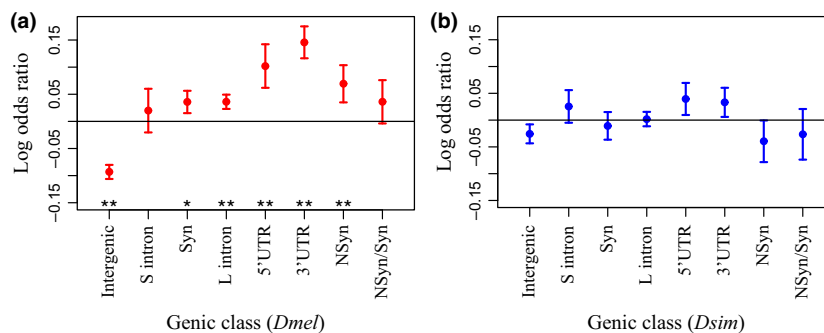 (a)
Log odds ratio
0.15
0.05
−0.05
−0.15
** * ** ** ** **
Intergenic
S intron
Syn
L intron
5'UTR
3'UTR
NSyn
NSyn/Syn
Genic class (Dmel)
(b)
Log odds ratio
0.15
0.05
−0.05
−0.15
Intergenic
S intron
Syn
L intron
5'UTR
3'UTR
NSyn
NSyn/Syn
Genic class (Dsim)